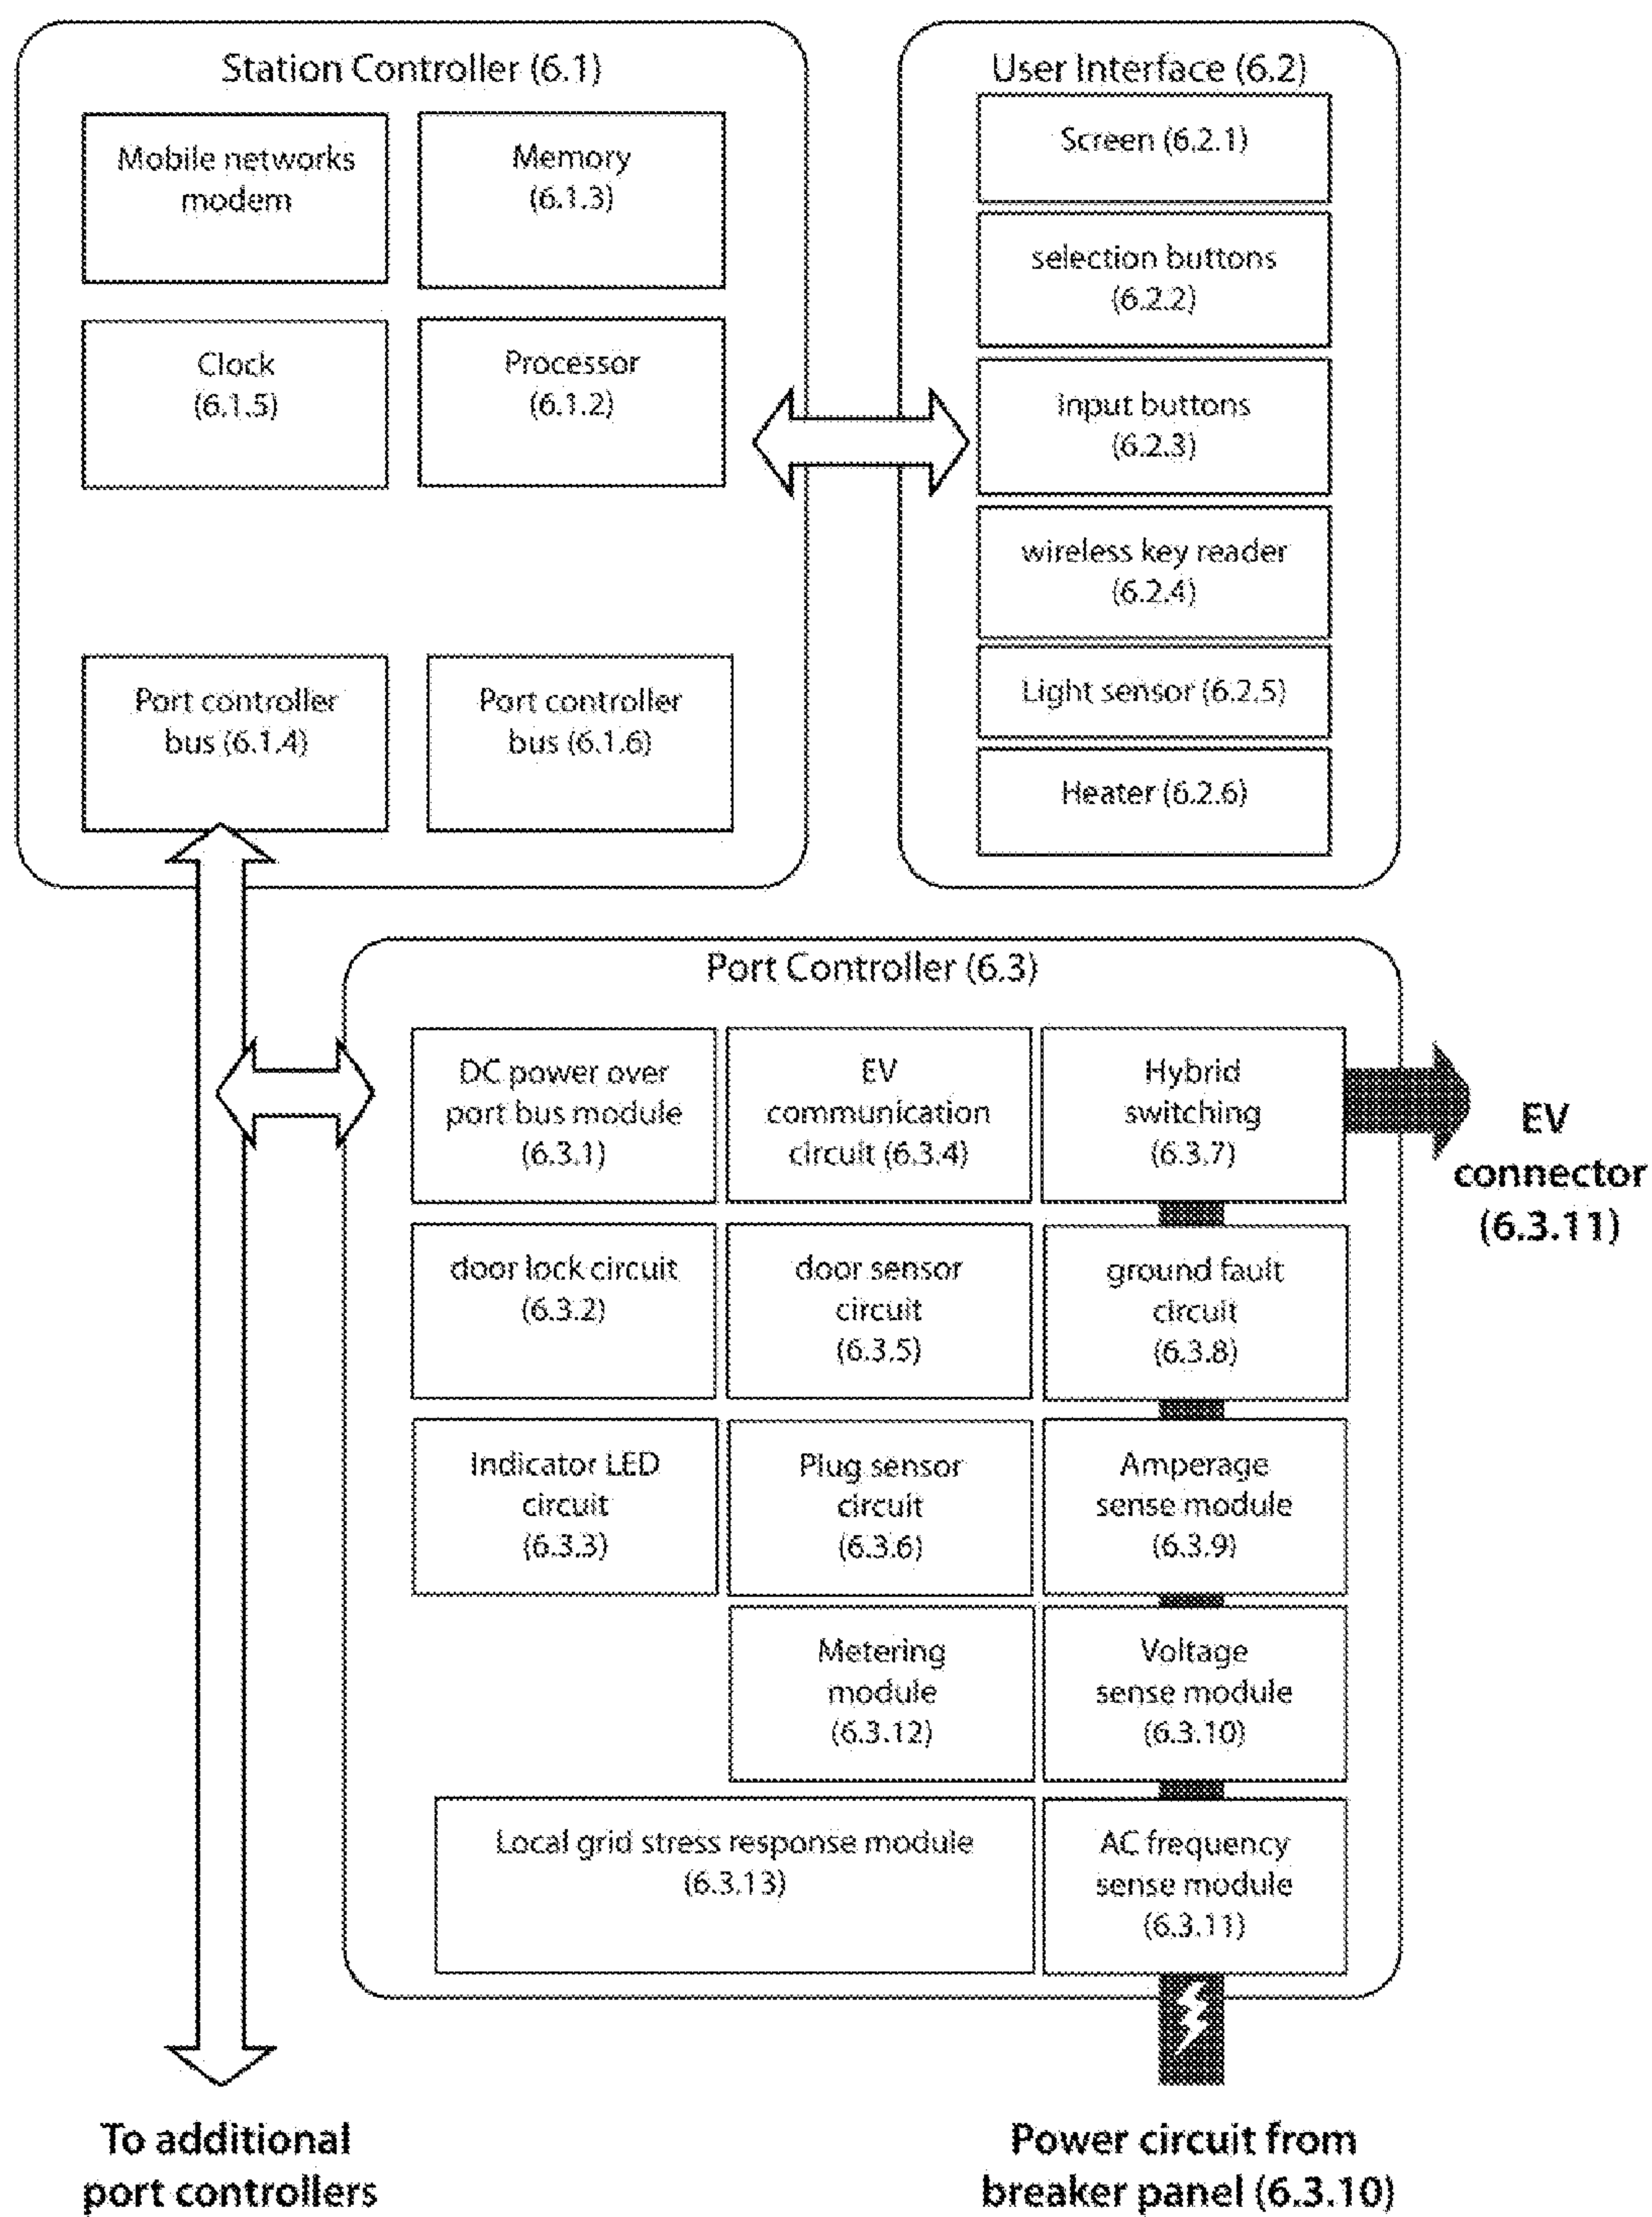 Station Controller (6.1)
Mobile networks
modem
Memory
(6.1.3)
Clock
(6.1.5)
Processor
(6.1.2)
Port controller
bus (6.1.4)
Port controller
bus (6.1.6)
User Interface (6.2)
Screen (6.2.1)
selection buttons
(6.2.2)
input buttons
(6.2.3)
wireless key reader
(6.2.4)
Light sensor (6.2.5)
Heater (6.2.6)
Port Controller (6.3)
DC power over
port bus module
(6.3.1)
EV
communication
circuit (6.3.4)
Hybrid
switching
(6.3.7)
EV
connector
(6.3.11)
door lock circuit
(6.3.2)
door sensor
circuit
(6.3.5)
ground fault
circuit
(6.3.8)
Indicator LED
circuit
(6.3.3)
Plug sensor
circuit
(6.3.6)
Amperage
sense module
(6.3.9)
Metering
module
(6.3.12)
Voltage
sense module
(6.3.10)
Local grid stress response module
(6.3.13)
AC frequency
sense module
(6.3.11)
To additional
port controllers
Power circuit from
breaker panel (6.3.10)